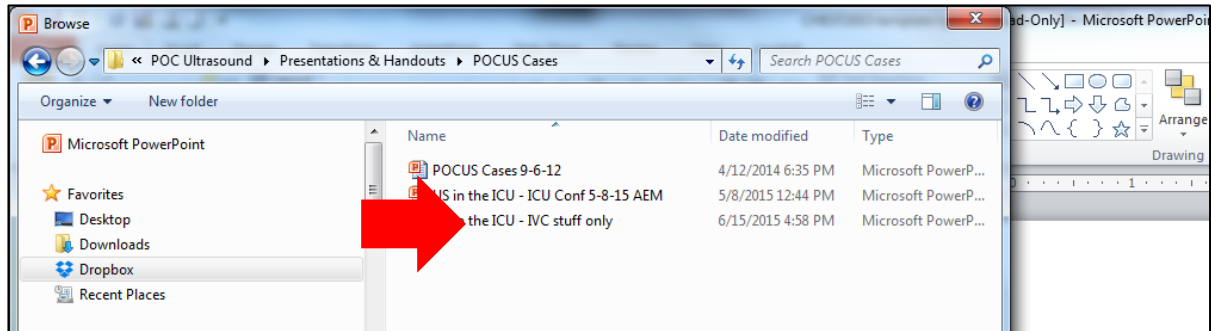 Browse
ad-Only] - Microsoft PowerPoi
« POC Ultrasound ▸ Presentations & Handouts ▸ POCUS Cases
Search POCUS Cases
Organize
New folder
Arrange
Drawing
Name
Date modified
Type
Microsoft PowerPoint
POCUS Cases 9-6-12 4/12/2014 6:35 PM Microsoft PowerP...
Favorites
US in the ICU - ICU Conf 5-8-15 AEM 5/8/2015 12:44 PM Microsoft PowerP...
Desktop
the ICU - IVC stuff only 6/15/2015 4:58 PM Microsoft PowerP...
Downloads
Dropbox
Recent Places
1